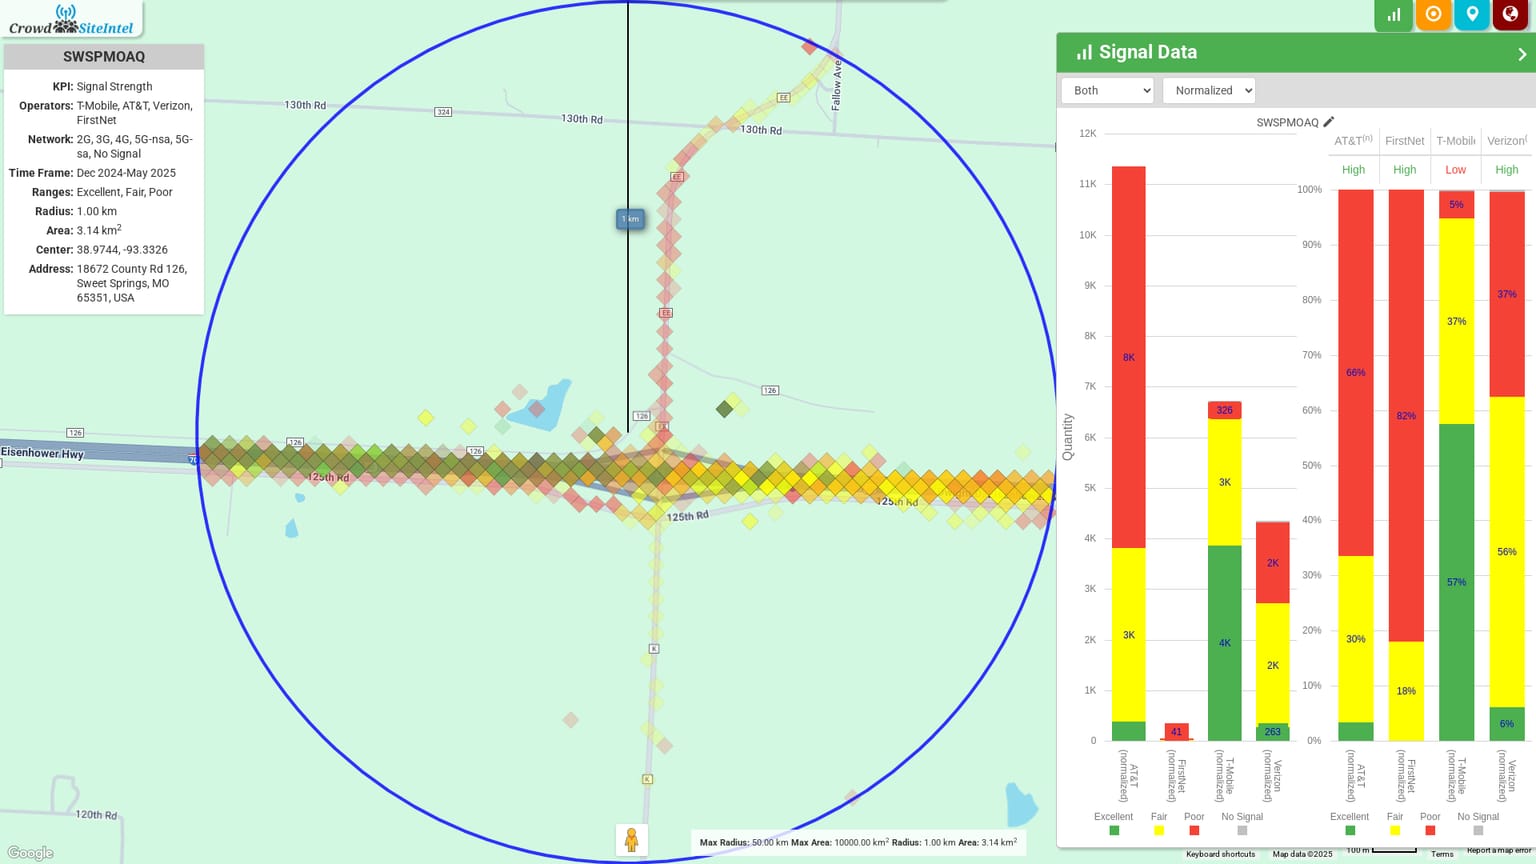 CrowdSiteIntel
SWSPMOAQ
KPI: Signal Strength
Operators: T-Mobile, AT&T, Verizon,
FirstNet
Network: 2G, 3G, 4G, 5G-nsa, 5G-
sa, No Signal
Time Frame: Dec 2024-May 2025
Ranges: Excellent, Fair, Poor
Radius: 1.00 km
Area: 3.14 km²
Center: 38.9744, -93.3326
Address: 18672 County Rd 126,
Sweet Springs, MO
65351, USA
130th Rd
324
130th Rd
130th Rd
EE
Fallow Ave
EE
1 km
EE
126
126
EE
126
126
126
Eisenhower Hwy
70
125th Rd
125th Rd
125th Rd
K
K
120th Rd
Google
Max Radius: 50.00 km Max Area: 10000.00 km² Radius: 1.00 km Area: 3.14 km²
Signal Data
Both
Normalized
SWSPMOAQ
Quantity
12K
11K
10K
9K
8K
7K
6K
5K
4K
3K
2K
1K
0
8K
3K
41
326
3K
4K
2K
2K
263
AT&T (normalized)
FirstNet (normalized)
T-Mobile (normalized)
Verizon (normalized)
Excellent Fair Poor No Signal
AT&T(n) FirstNet T-Mobile Verizon(
High High Low High
100%
90%
80%
70%
60%
50%
40%
30%
20%
10%
0%
66%
30%
82%
18%
5%
37%
57%
37%
56%
6%
AT&T (normalized)
FirstNet (normalized)
T-Mobile (normalized)
Verizon (normalized)
Excellent Fair Poor No Signal
Keyboard shortcuts Map data ©2025 100 m Terms Report a map error